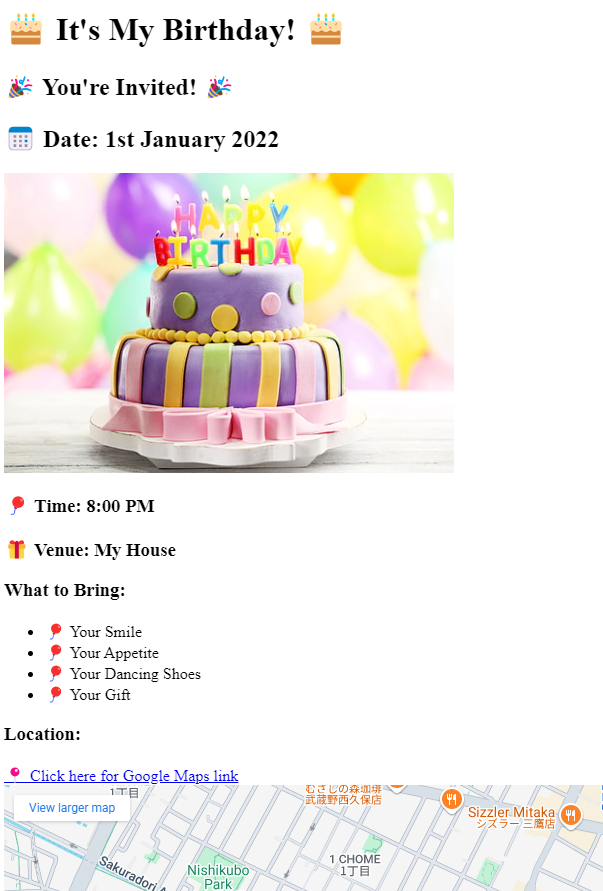 🎂 It's My Birthday! 🎂
🎉 You're Invited! 🎉
📅 Date: 1st January 2022
HAPPY
BIRTHDAY
🎈 Time: 8:00 PM
🎁 Venue: My House
What to Bring:
• 🎈 Your Smile
• 🎈 Your Appetite
• 🎈 Your Dancing Shoes
• 🎈 Your Gift
Location:
📍 Click here for Google Maps link
1丁目
View larger map
むさしの森珈琲
武蔵野西久保店
Sizzler Mitaka
シズラー 三鷹店
Sakuradori A
Nishikubo
Park
1 CHOME
1丁目